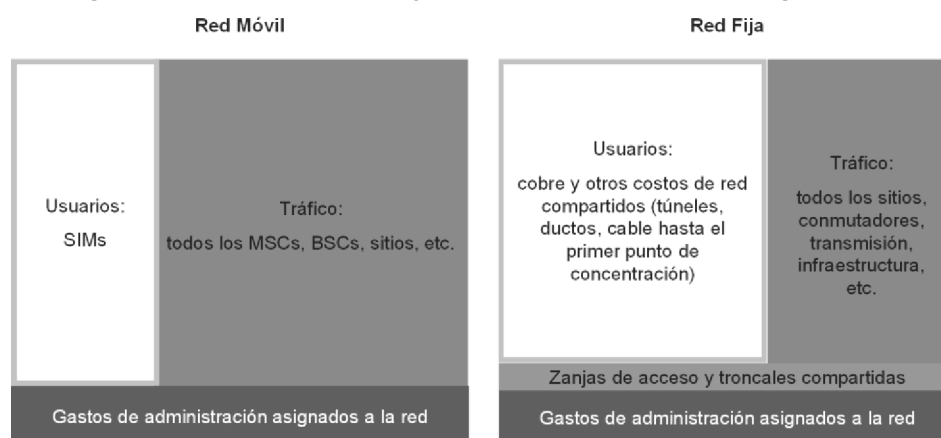 Red Móvil
Usuarios:
SIMs
Tráfico:
todos los MSCs, BSCs, sitios, etc.
Gastos de administración asignados a la red
Red Fija
Usuarios:
cobre y otros costos de red
compartidos (túneles,
ductos, cable hasta el
primer punto de
concentración)
Tráfico:
todos los sitios,
conmutadores,
transmisión,
infraestructura,
etc.
Zanjas de acceso y troncales compartidas
Gastos de administración asignados a la red